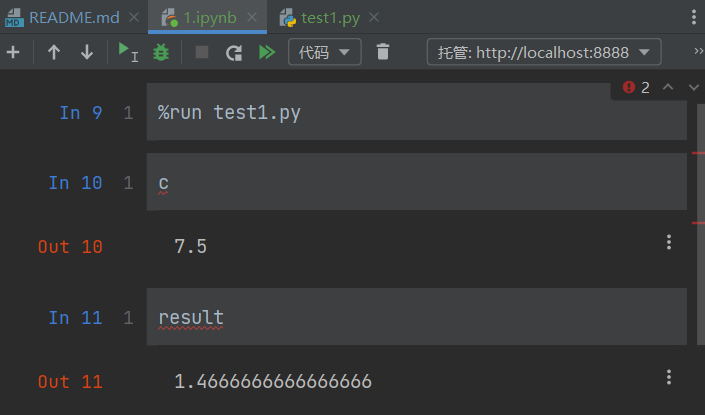 README.md 1.ipynb test1.py
代码 托管: http://localhost:8888
2
In 9 1 %run test1.py
In 10 1 c
Out 10 7.5
In 11 1 result
Out 11 1.4666666666666666